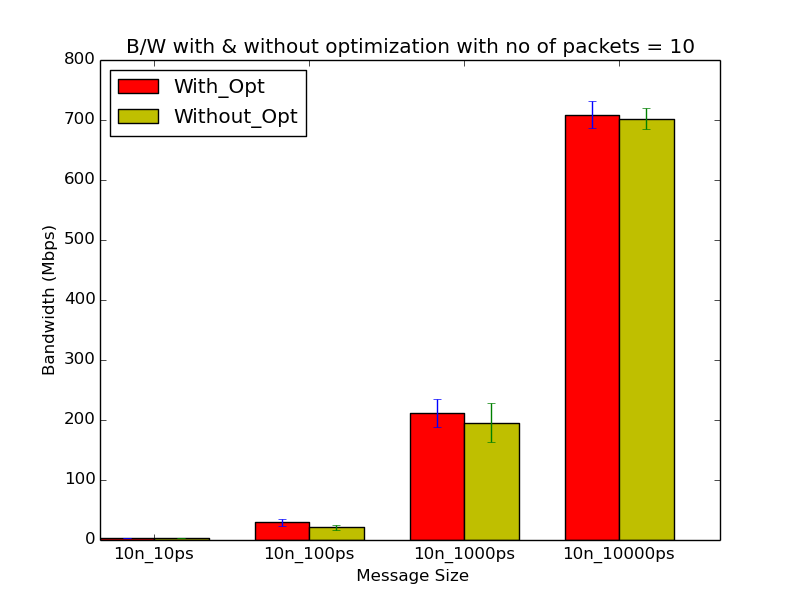 B/W with & without optimization with no of packets = 10
With_Opt
Without_Opt
Bandwidth (Mbps)
800
700
600
500
400
300
200
100
0
10n_10ps
10n_100ps
10n_1000ps
10n_10000ps
Message Size